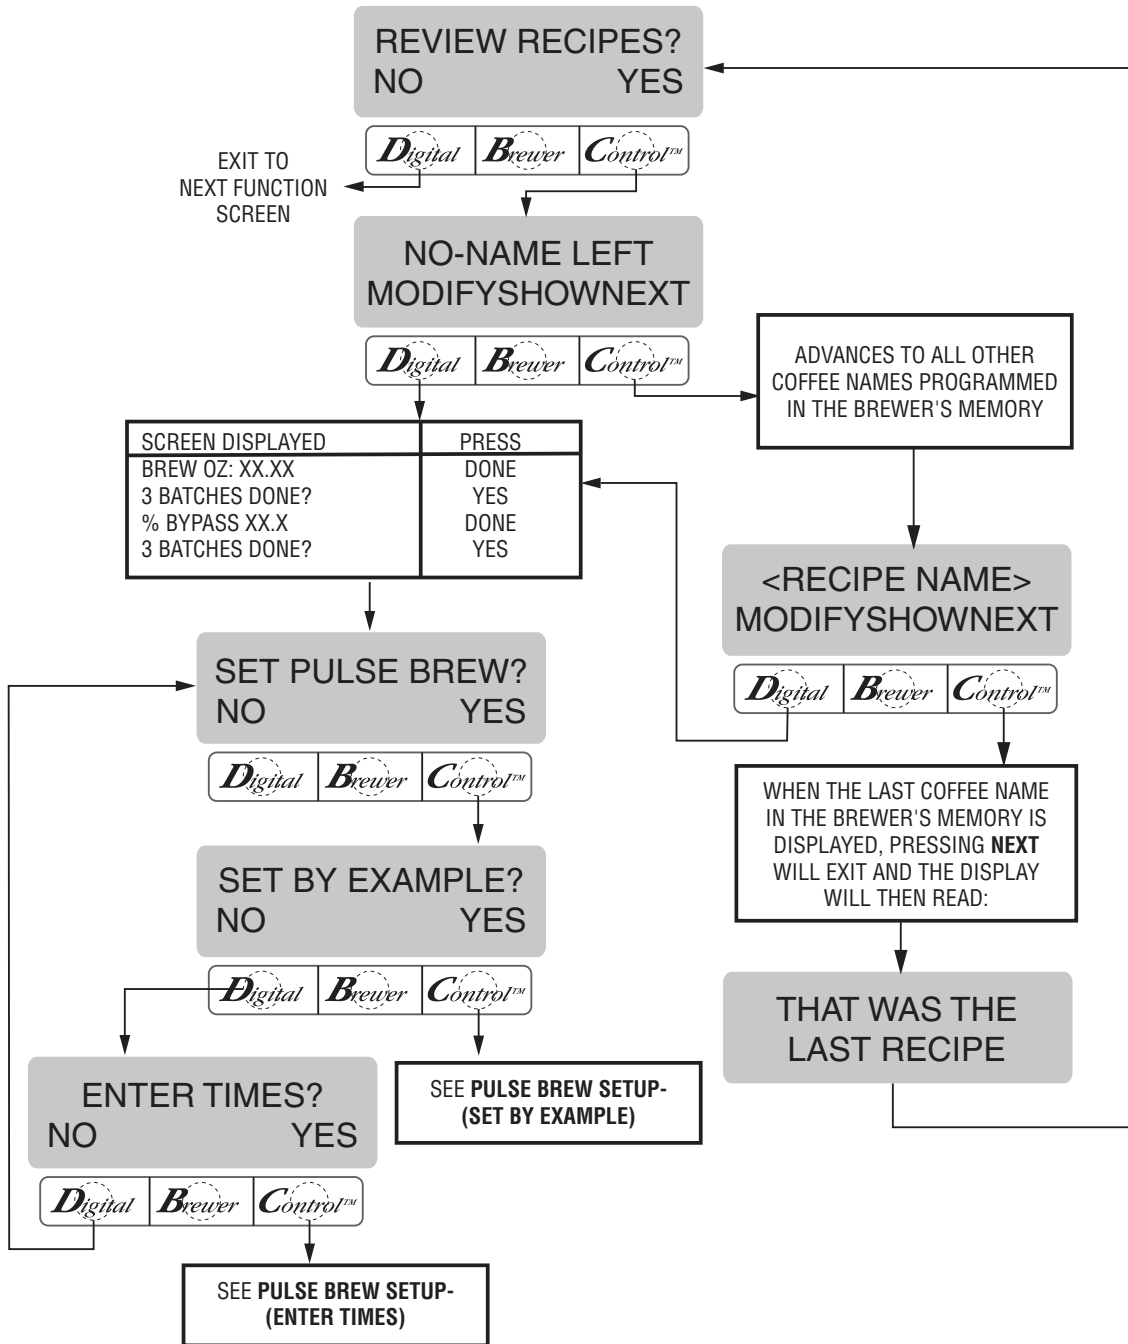 REVIEW RECIPES?
NO YES
Digital Brewer Control™
EXIT TO
NEXT FUNCTION
SCREEN
NO-NAME LEFT
MODIFYSHOWNEXT
Digital Brewer Control™
ADVANCES TO ALL OTHER
COFFEE NAMES PROGRAMMED
IN THE BREWER'S MEMORY
SCREEN DISPLAYED PRESS
BREW OZ: XX.XX DONE
3 BATCHES DONE? YES
% BYPASS XX.X DONE
3 BATCHES DONE? YES
<RECIPE NAME>
MODIFYSHOWNEXT
Digital Brewer Control™
SET PULSE BREW?
NO YES
Digital Brewer Control™
WHEN THE LAST COFFEE NAME
IN THE BREWER'S MEMORY IS
DISPLAYED, PRESSING NEXT
WILL EXIT AND THE DISPLAY
WILL THEN READ:
SET BY EXAMPLE?
NO YES
Digital Brewer Control™
THAT WAS THE
LAST RECIPE
SEE PULSE BREW SETUP-
(SET BY EXAMPLE)
ENTER TIMES?
NO YES
Digital Brewer Control™
SEE PULSE BREW SETUP-
(ENTER TIMES)